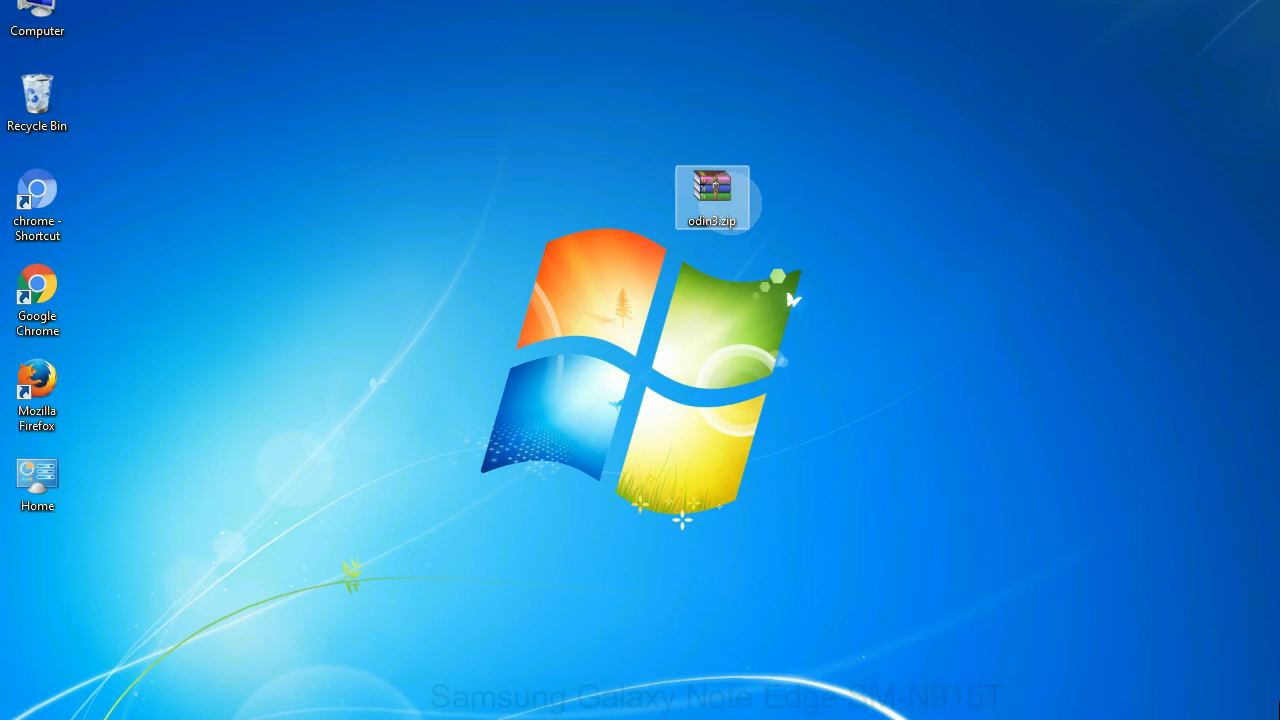 Computer
Recycle Bin
chrome -
Shortcut
Google
Chrome
Mozilla
Firefox
Home
odin3.zip
Samsung Galaxy Note Edge SM-N915T